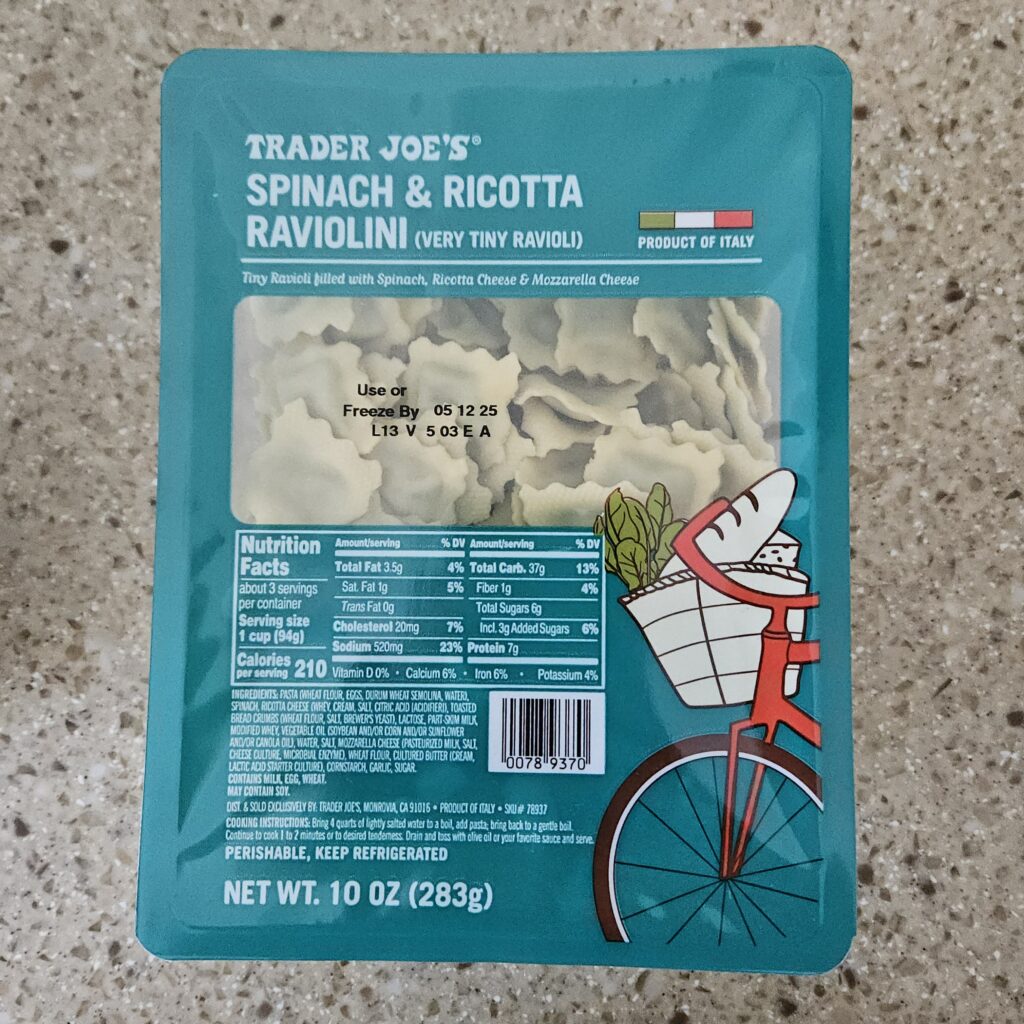 TRADER JOE'S®
SPINACH & RICOTTA
RAVIOLINI (VERY TINY RAVIOLI)
PRODUCT OF ITALY
Tiny Ravioli filled with Spinach, Ricotta Cheese & Mozzarella Cheese
Use or
Freeze By 05 12 25
L13 V 5 03 E A
Nutrition
Facts
about 3 servings
per container
Serving size
1 cup (94g)
Calories
per serving 210
Amount/serving % DV
Total Fat 3.5g 4%
Sat. Fat 1g 5%
Trans Fat 0g
Cholesterol 20mg 7%
Sodium 520mg 23%
Amount/serving % DV
Total Carb. 37g 13%
Fiber 1g 4%
Total Sugars 6g
Incl. 3g Added Sugars 6%
Protein 7g
Vitamin D 0% • Calcium 6% • Iron 6% • Potassium 4%
INGREDIENTS: PASTA (WHEAT FLOUR, EGGS, DURUM WHEAT SEMOLINA, WATER),
SPINACH, RICOTTA CHEESE (WHEY, CREAM, SALT, CITRIC ACID [ACIDIFIER]), TOASTED
BREAD CRUMBS (WHEAT FLOUR, SALT, BREWER'S YEAST), LACTOSE, PART-SKIM MILK,
MODIFIED WHEY, VEGETABLE OIL (SOYBEAN AND/OR CORN AND/OR SUNFLOWER
AND/OR CANOLA OIL), WATER, SALT, MOZZARELLA CHEESE (PASTEURIZED MILK, SALT,
CHEESE CULTURE, MICROBIAL ENZYME), WHEAT FLOUR, CULTURED BUTTER (CREAM,
LACTIC ACID STARTER CULTURE), CORNSTARCH, GARLIC, SUGAR.
CONTAINS MILK, EGG, WHEAT.
MAY CONTAIN SOY.
0078 9370
DIST. & SOLD EXCLUSIVELY BY: TRADER JOE'S, MONROVIA, CA 91016 • PRODUCT OF ITALY • SKU# 78937
COOKING INSTRUCTIONS: Bring 4 quarts of lightly salted water to a boil, add pasta; bring back to a gentle boil.
Continue to cook 1 to 2 minutes or to desired tenderness. Drain and toss with olive oil or your favorite sauce and serve.
PERISHABLE, KEEP REFRIGERATED
NET WT. 10 OZ (283g)